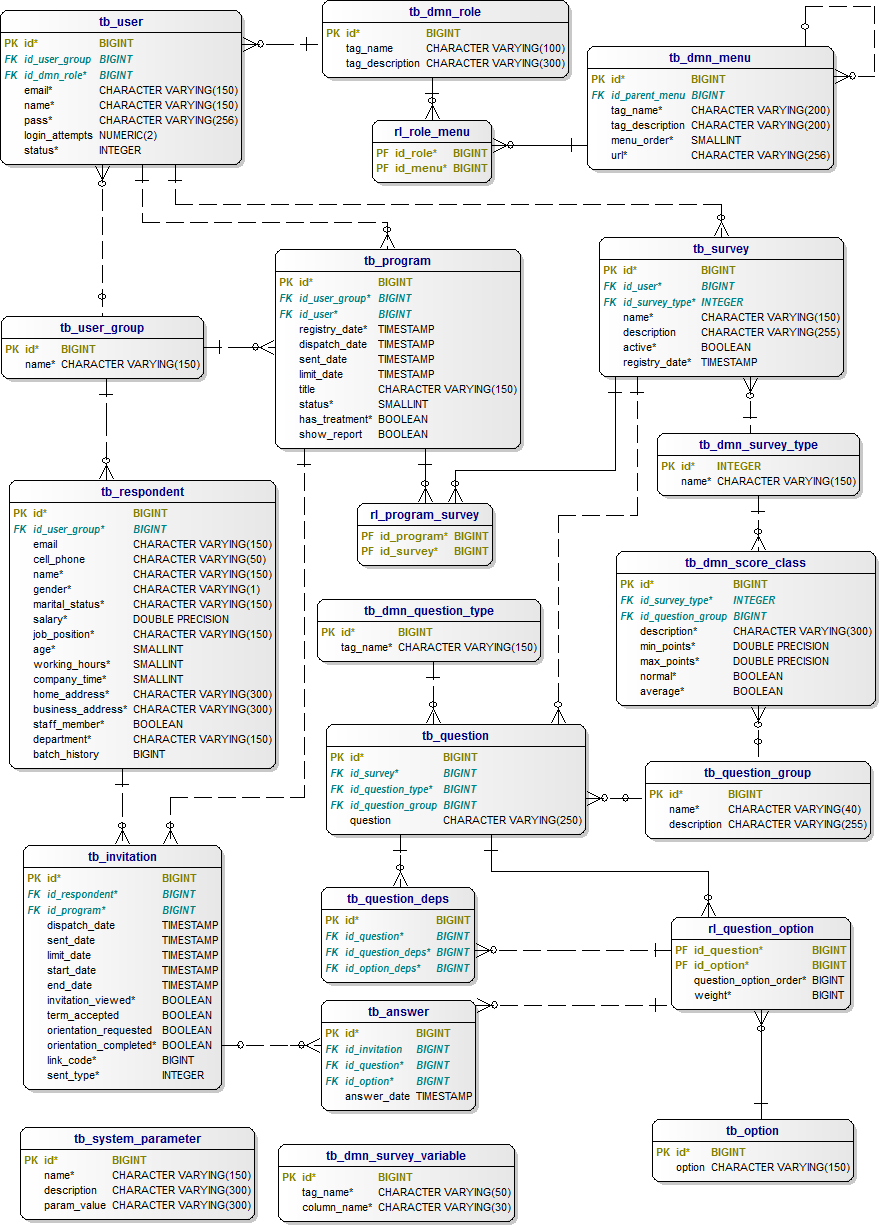 tb_user
PK id* BIGINT
FK id_user_group BIGINT
FK id_dmn_role* BIGINT
email* CHARACTER VARYING(150)
name* CHARACTER VARYING(150)
pass* CHARACTER VARYING(256)
login_attempts NUMERIC(2)
status* INTEGER
tb_dmn_role
PK id* BIGINT
tag_name CHARACTER VARYING(100)
tag_description CHARACTER VARYING(300)
tb_dmn_menu
PK id* BIGINT
FK id_parent_menu BIGINT
tag_name* CHARACTER VARYING(200)
tag_description CHARACTER VARYING(200)
menu_order* SMALLINT
url* CHARACTER VARYING(256)
rl_role_menu
PF id_role* BIGINT
PF id_menu* BIGINT
tb_program
PK id* BIGINT
FK id_user_group* BIGINT
FK id_user* BIGINT
registry_date* TIMESTAMP
dispatch_date TIMESTAMP
sent_date TIMESTAMP
limit_date TIMESTAMP
title CHARACTER VARYING(150)
status* SMALLINT
has_treatment* BOOLEAN
show_report BOOLEAN
tb_survey
PK id* BIGINT
FK id_user* BIGINT
FK id_survey_type* INTEGER
name* CHARACTER VARYING(150)
description CHARACTER VARYING(255)
active* BOOLEAN
registry_date* TIMESTAMP
tb_user_group
PK id* BIGINT
name* CHARACTER VARYING(150)
tb_dmn_survey_type
PK id* INTEGER
name* CHARACTER VARYING(150)
tb_respondent
PK id* BIGINT
FK id_user_group* BIGINT
email CHARACTER VARYING(150)
cell_phone CHARACTER VARYING(50)
name* CHARACTER VARYING(150)
gender* CHARACTER VARYING(1)
marital_status* CHARACTER VARYING(150)
salary* DOUBLE PRECISION
job_position* CHARACTER VARYING(150)
age* SMALLINT
working_hours* SMALLINT
company_time* SMALLINT
home_address* CHARACTER VARYING(300)
business_address* CHARACTER VARYING(300)
staff_member* BOOLEAN
department* CHARACTER VARYING(150)
batch_history BIGINT
rl_program_survey
PF id_program* BIGINT
PF id_survey* BIGINT
tb_dmn_score_class
PK id* BIGINT
FK id_survey_type* INTEGER
FK id_question_group BIGINT
description* CHARACTER VARYING(300)
min_points* DOUBLE PRECISION
max_points* DOUBLE PRECISION
normal* BOOLEAN
average* BOOLEAN
tb_dmn_question_type
PK id* BIGINT
tag_name* CHARACTER VARYING(150)
tb_question
PK id* BIGINT
FK id_survey* BIGINT
FK id_question_type* BIGINT
FK id_question_group BIGINT
question CHARACTER VARYING(250)
tb_question_group
PK id* BIGINT
name* CHARACTER VARYING(40)
description CHARACTER VARYING(255)
tb_invitation
PK id* BIGINT
FK id_respondent* BIGINT
FK id_program* BIGINT
dispatch_date TIMESTAMP
sent_date TIMESTAMP
limit_date TIMESTAMP
start_date TIMESTAMP
end_date TIMESTAMP
invitation_viewed* BOOLEAN
term_accepted BOOLEAN
orientation_requested BOOLEAN
orientation_completed* BOOLEAN
link_code* BIGINT
sent_type* INTEGER
tb_question_deps
PK id* BIGINT
FK id_question* BIGINT
FK id_question_deps* BIGINT
FK id_option_deps* BIGINT
rl_question_option
PF id_question* BIGINT
PF id_option* BIGINT
question_option_order* BIGINT
weight* BIGINT
tb_answer
PK id* BIGINT
FK id_invitation BIGINT
FK id_question* BIGINT
FK id_option* BIGINT
answer_date TIMESTAMP
tb_system_parameter
PK id* BIGINT
name* CHARACTER VARYING(150)
description CHARACTER VARYING(300)
param_value CHARACTER VARYING(300)
tb_dmn_survey_variable
PK id* BIGINT
tag_name* CHARACTER VARYING(50)
column_name* CHARACTER VARYING(30)
tb_option
PK id* BIGINT
option CHARACTER VARYING(150)